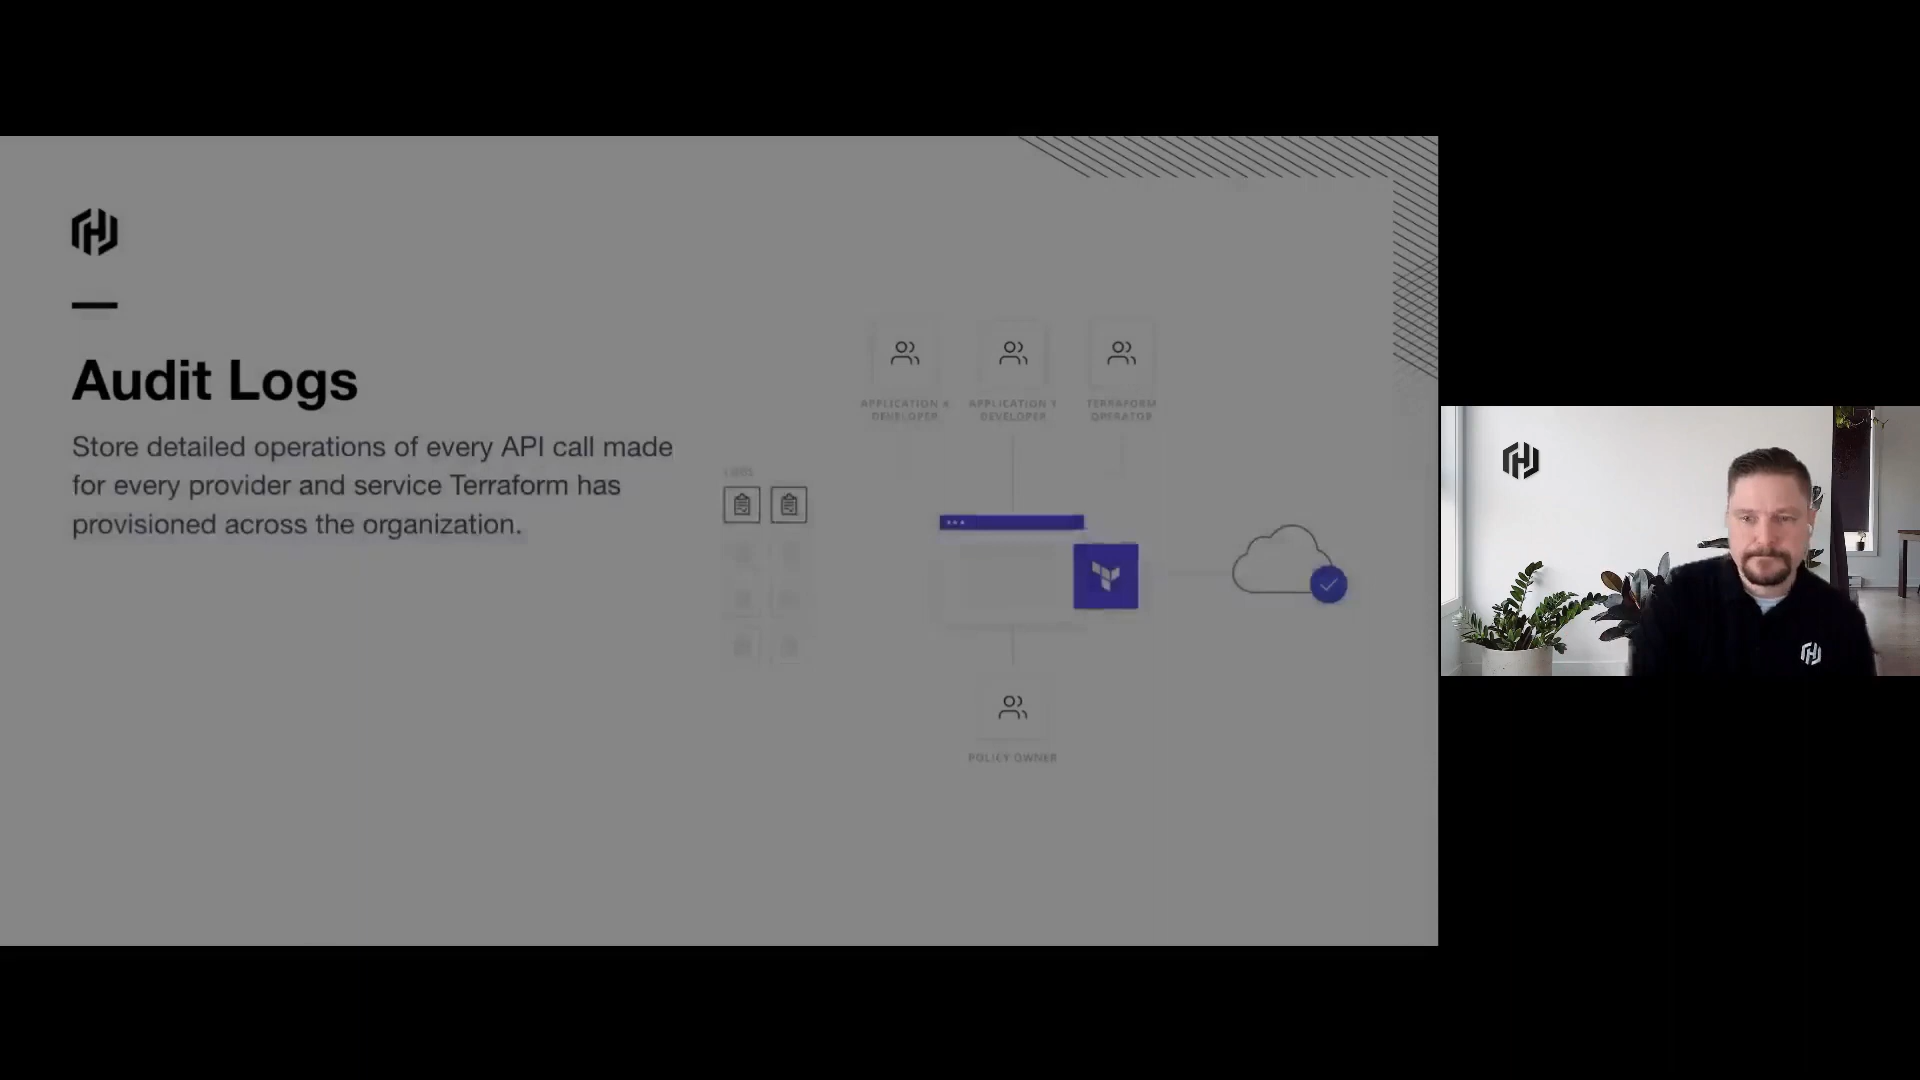 Audit Logs
Store detailed operations of every API call made
for every provider and service Terraform has
provisioned across the organization.
LOGS
APPLICATION X
DEVELOPER
APPLICATION Y
DEVELOPER
TERRAFORM
OPERATOR
POLICY OWNER